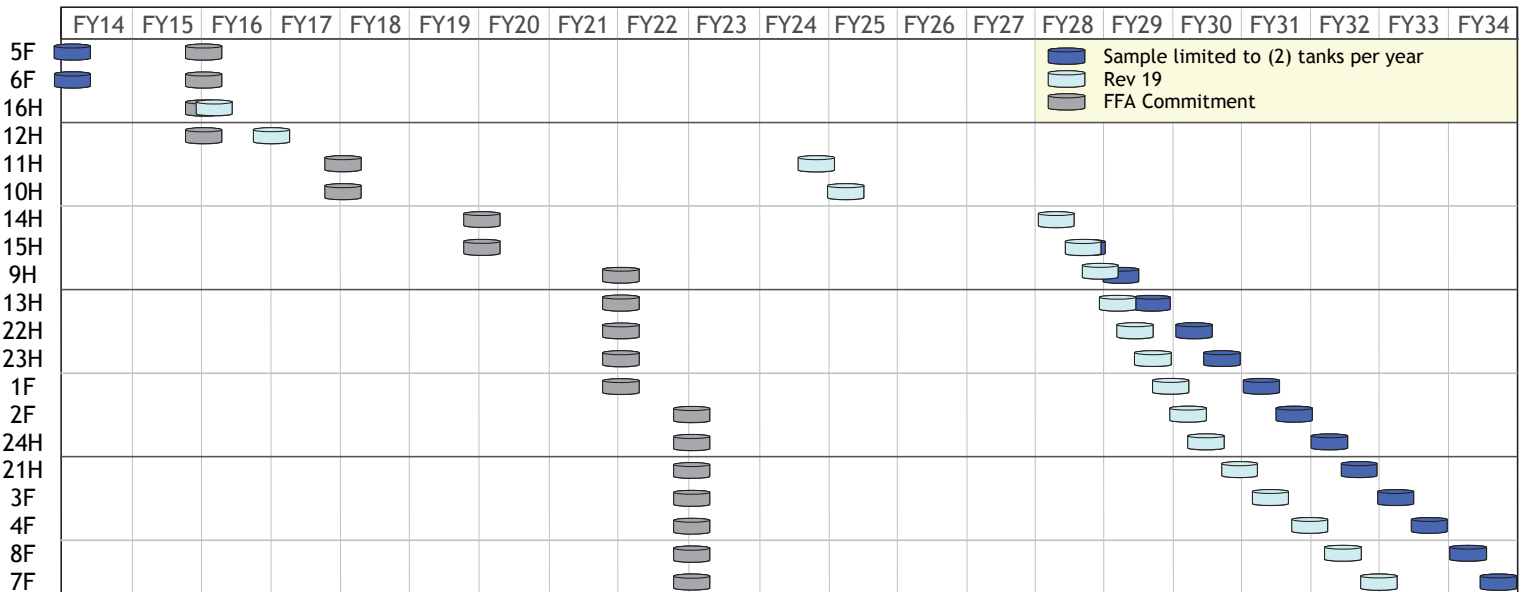 FY14 FY15 FY16 FY17 FY18 FY19 FY20 FY21 FY22 FY23 FY24 FY25 FY26 FY27 FY28 FY29 FY30 FY31 FY32 FY33 FY34
5F
6F
16H
12H
11H
10H
14H
15H
9H
13H
22H
23H
1F
2F
24H
21H
3F
4F
8F
7F
Sample limited to (2) tanks per year
Rev 19
FFA Commitment